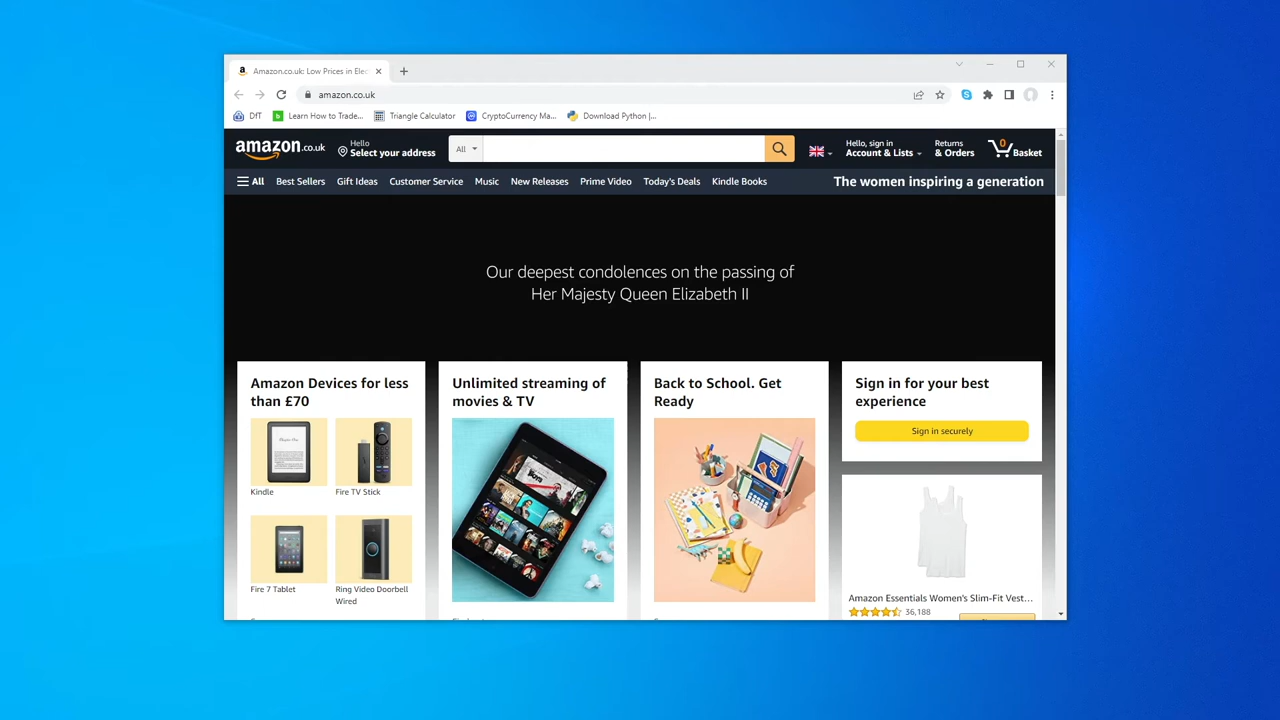 Amazon.co.uk: Low Prices in Ele
amazon.co.uk
DfT
Learn How to Trade...
Triangle Calculator
CryptoCurrency Ma...
Download Python |...
amazon.co.uk
Hello
Select your address
All
Hello, sign in
Account & Lists
Returns
& Orders
0
Basket
All
Best Sellers
Gift Ideas
Customer Service
Music
New Releases
Prime Video
Today's Deals
Kindle Books
The women inspiring a generation
Our deepest condolences on the passing of
Her Majesty Queen Elizabeth II
Amazon Devices for less
than £70
Kindle
Fire TV Stick
Fire 7 Tablet
Ring Video Doorbell
Wired
Unlimited streaming of
movies & TV
Back to School. Get
Ready
Sign in for your best
experience
Sign in securely
Amazon Essentials Women's Slim-Fit Vest...
36,188